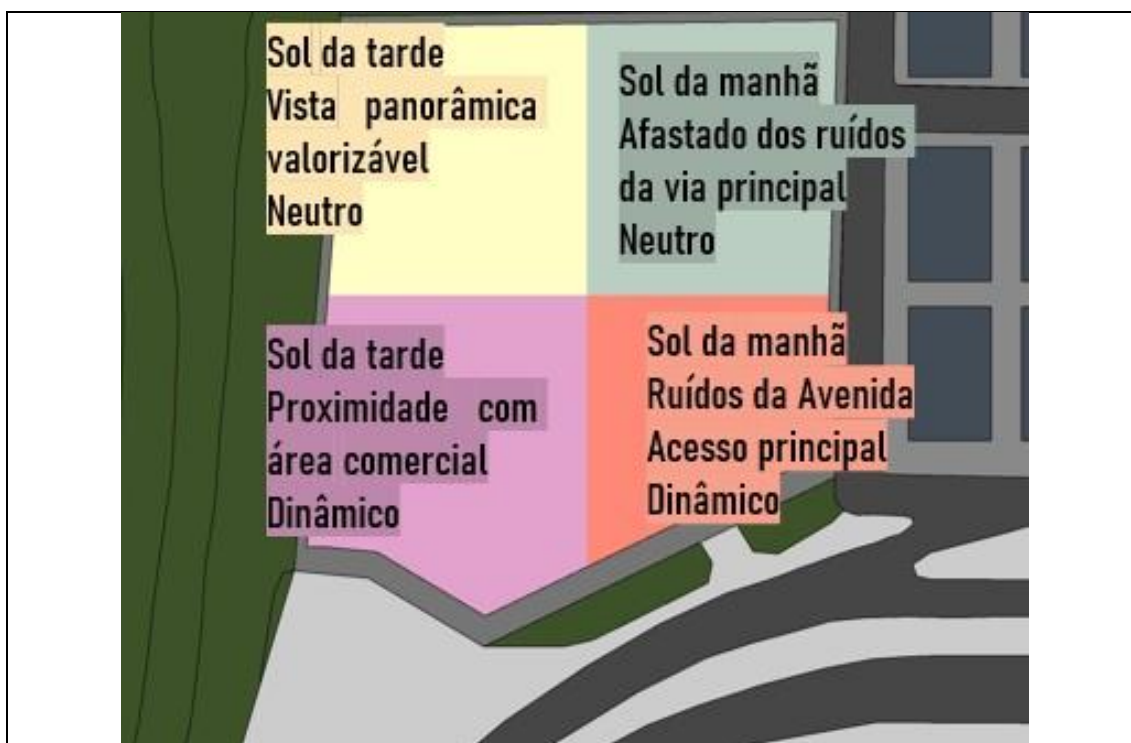 Sol da tarde
Vista panorâmica
valorizável
Neutro
Sol da manhã
Afastado dos ruídos
da via principal
Neutro
Sol da tarde
Proximidade com
área comercial
Dinâmico
Sol da manhã
Ruídos da Avenida
Acesso principal
Dinâmico